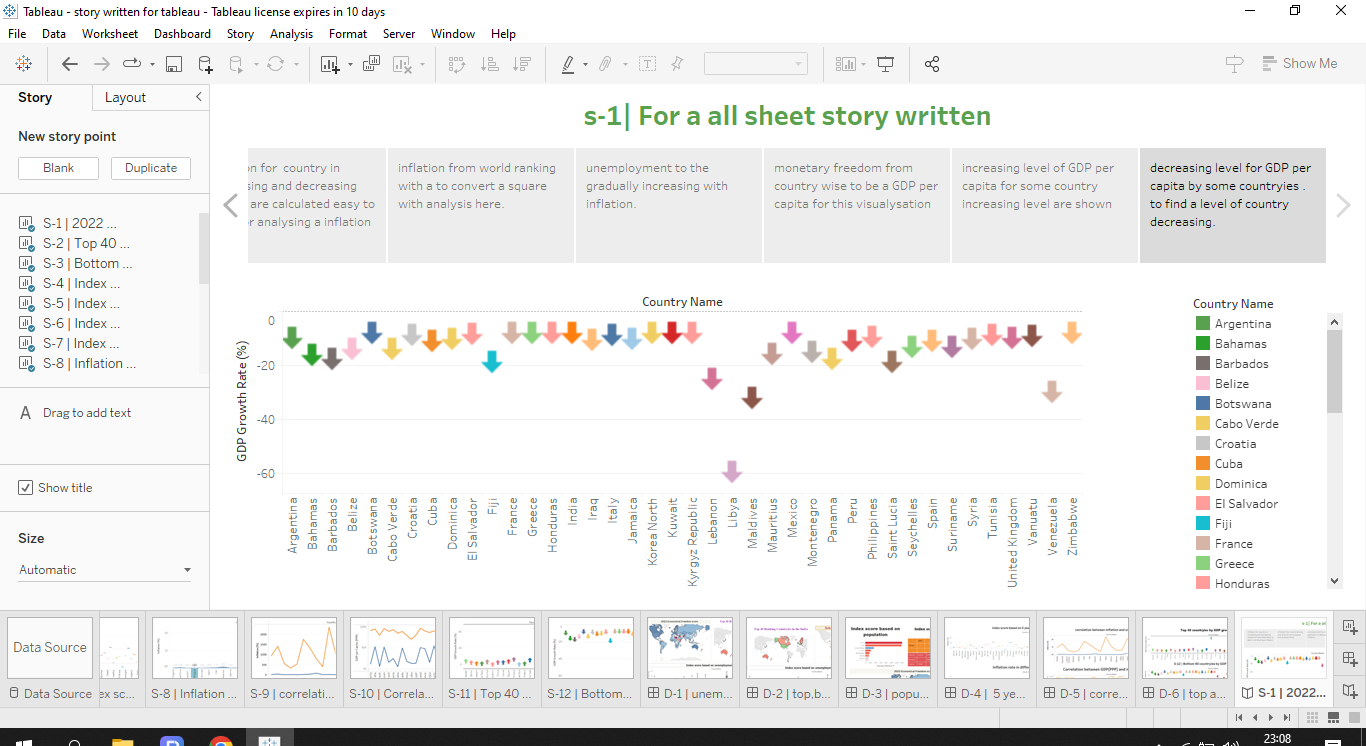 Tableau - story written for tableau - Tableau license expires in 10 days
File Data Worksheet Dashboard Story Analysis Format Server Window Help
Show Me
Story
Layout
New story point
Blank
Duplicate
S-1 | 2022 ...
S-2 | Top 40 ...
S-3 | Bottom ...
S-4 | Index ...
S-5 | Index ...
S-6 | Index ...
S-7 | Index ...
S-8 | Inflation ...
A Drag to add text
Show title
Size
Automatic
s-1| For a all sheet story written
on for country in
sing and decreasing
are calculated easy to
r analysing a inflation
inflation from world ranking
with a to convert a square
with analysis here.
unemployment to the
gradually increasing with
inflation.
monetary freedom from
country wise to be a GDP per
capita for this visualysation
increasing level of GDP per
capita for some country
increasing level are shown
decreasing level for GDP per
capita by some countryies .
to find a level of country
decreasing.
Country Name
GDP Growth Rate (%)
0
-20
-40
-60
Argentina
Bahamas
Barbados
Belize
Botswana
Cabo Verde
Croatia
Cuba
Dominica
El Salvador
Fiji
France
Greece
Honduras
India
Iraq
Italy
Jamaica
Korea North
Kuwait
Kyrgyz Republic
Lebanon
Libya
Maldives
Mauritius
Mexico
Montenegro
Panama
Peru
Philippines
Saint Lucia
Seychelles
Spain
Suriname
Syria
Tunisia
United Kingdom
Vanuatu
Venezuela
Zimbabwe
Country Name
Argentina
Bahamas
Barbados
Belize
Botswana
Cabo Verde
Croatia
Cuba
Dominica
El Salvador
Fiji
France
Greece
Honduras
Data Source
Data Source
ex sc...
S-8 | Inflation ...
S-9 | correlati...
S-10 | Correla...
S-11 | Top 40 ...
S-12 | Bottom...
D-1 | unem...
D-2 | top,b...
Index score based on
population
D-3 | popu...
D-4 | 5 ye...
D-5 | corre...
D-6 | top a...
S-1 | 2022...
23:08